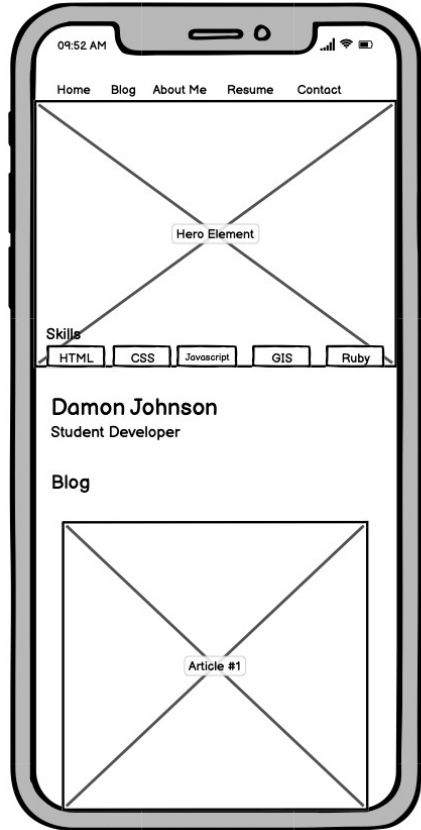 09:52 AM
Home Blog About Me Resume Contact
Hero Element
Skills
HTML CSS Javascript GIS Ruby
Damon Johnson
Student Developer
Blog
Article #1